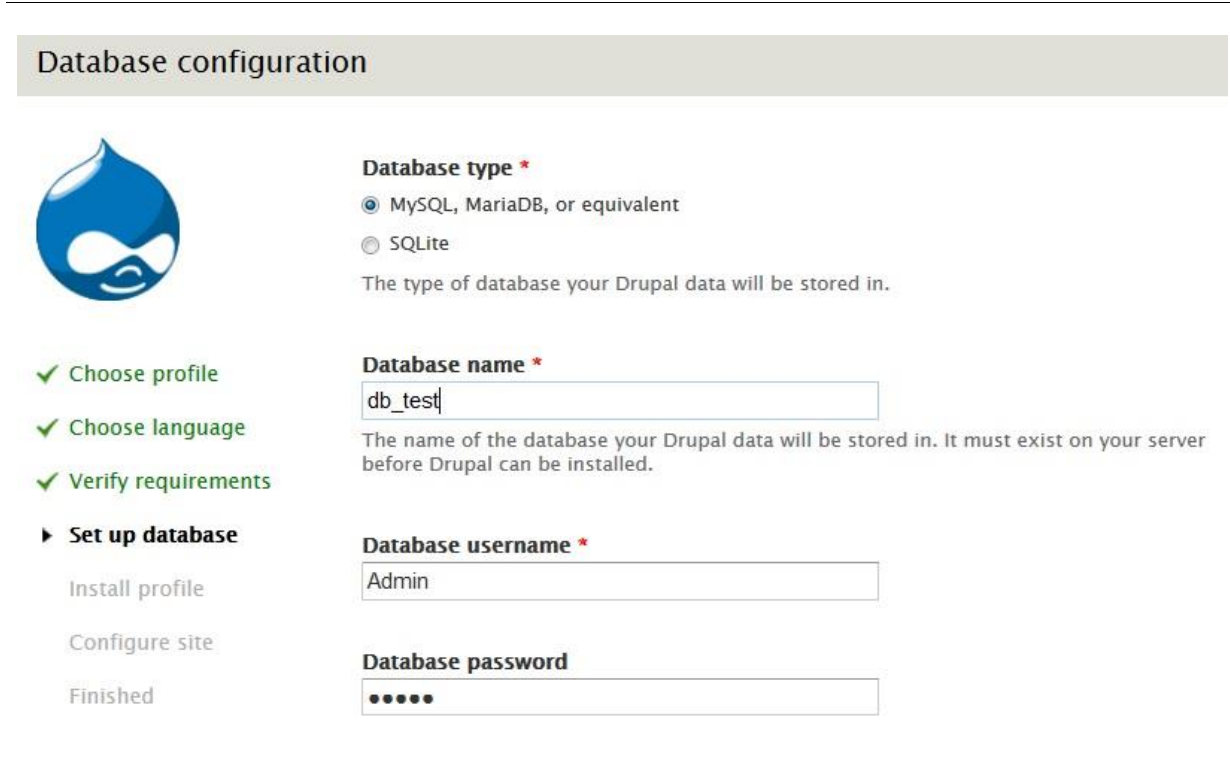 Database configuration
Database type *
MySQL, MariaDB, or equivalent
SQLite
The type of database your Drupal data will be stored in.
Choose profile
Choose language
Verify requirements
Set up database
Install profile
Configure site
Finished
Database name *
db_test
The name of the database your Drupal data will be stored in. It must exist on your server
before Drupal can be installed.
Database username *
Admin
Database password
●●●●●